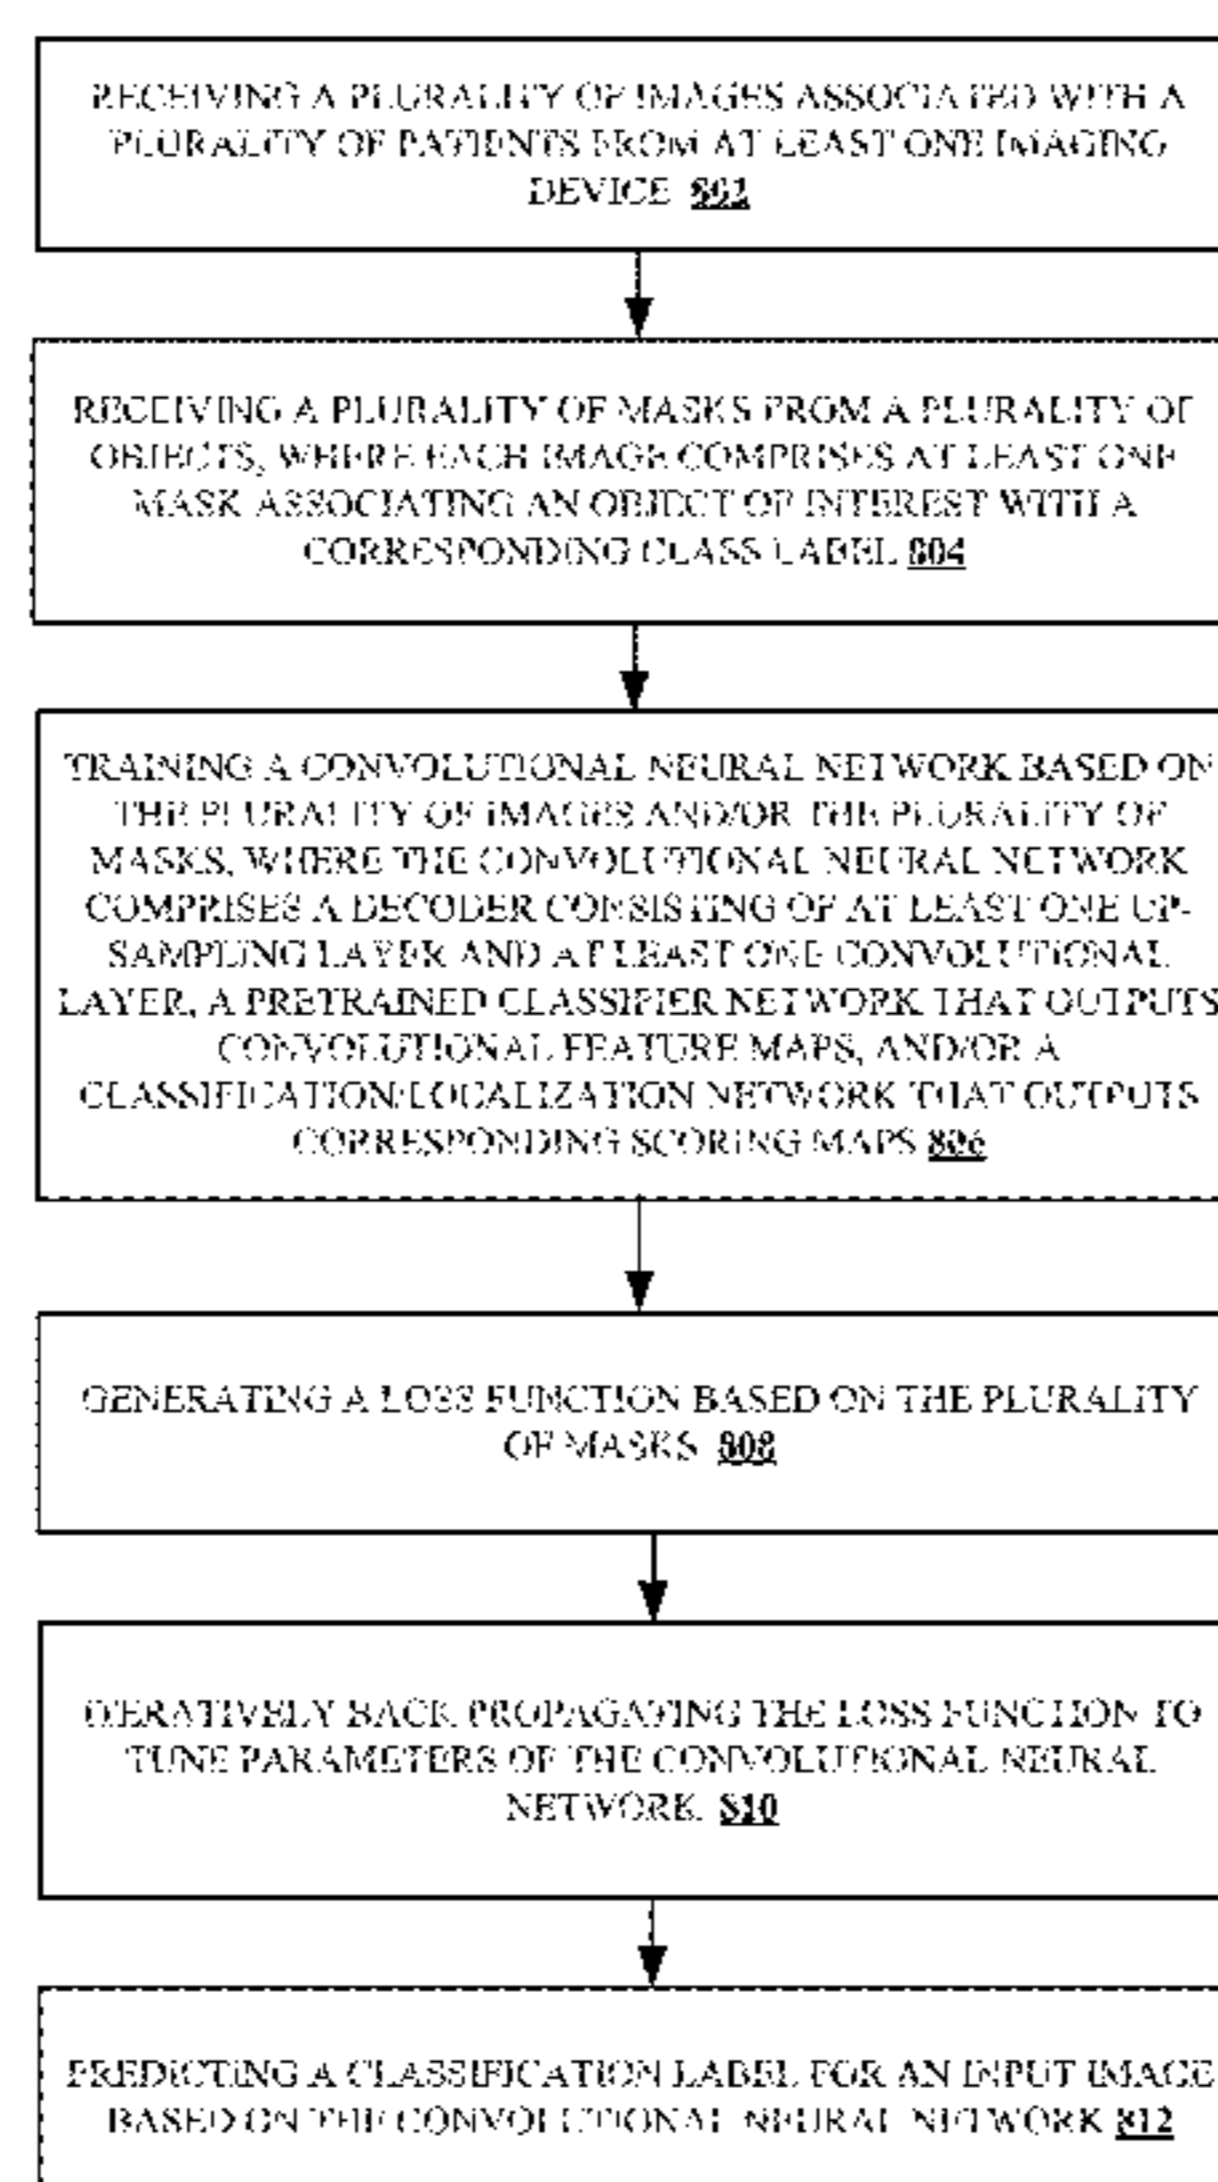 RECEIVING A PLURALITY OF IMAGES ASSOCIATED WITH A
PLURALITY OF PATIENTS FROM AT LEAST ONE IMAGING
DEVICE 802
RECEIVING A PLURALITY OF MASKS FROM A PLURALITY OF
OBJECTS, WHERE EACH IMAGE COMPRISES AT LEAST ONE
MASK ASSOCIATING AN OBJECT OF INTEREST WITH A
CORRESPONDING CLASS LABEL 804
TRAINING A CONVOLUTIONAL NEURAL NETWORK BASED ON
THE PLURALITY OF IMAGES AND/OR THE PLURALITY OF
MASKS, WHERE THE CONVOLUTIONAL NEURAL NETWORK
COMPRISES A DECODER CONSISTING OF AT LEAST ONE UP-
SAMPLING LAYER AND AT LEAST ONE CONVOLUTIONAL
LAYER, A PRETRAINED CLASSIFIER NETWORK THAT OUTPUTS
CONVOLUTIONAL FEATURE MAPS, AND/OR A
CLASSIFICATION/LOCALIZATION NETWORK THAT OUTPUTS
CORRESPONDING SCORING MAPS 806
GENERATING A LOSS FUNCTION BASED ON THE PLURALITY
OF MASKS 808
ITERATIVELY BACK PROPAGATING THE LOSS FUNCTION TO
TUNE PARAMETERS OF THE CONVOLUTIONAL NEURAL
NETWORK 810
PREDICTING A CLASSIFICATION LABEL FOR AN INPUT IMAGE
BASED ON THE CONVOLUTIONAL NEURAL NETWORK 812